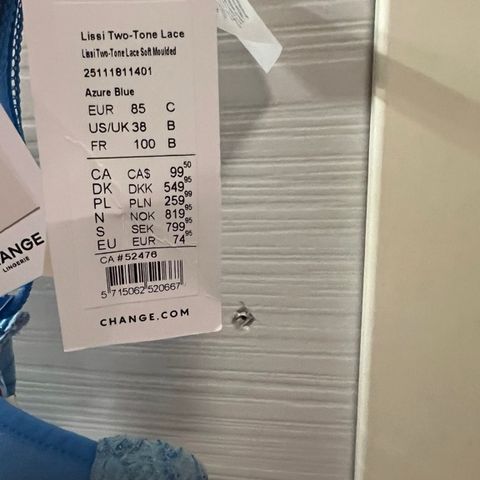 Lissi Two-Tone Lace
Lissi Two-Tone Lace Soft Moulded
25111811401
Azure Blue
EUR 85 C
US/UK 38 B
FR 100 B
CA CA$ 99.50
DK DKK 549.95
PL PLN 259.99
N NOK 819.95
S SEK 799.95
EU EUR 74.95
CA # 52476
5 715062 520667
CHANGE.COM
ANGE
LINGERIE